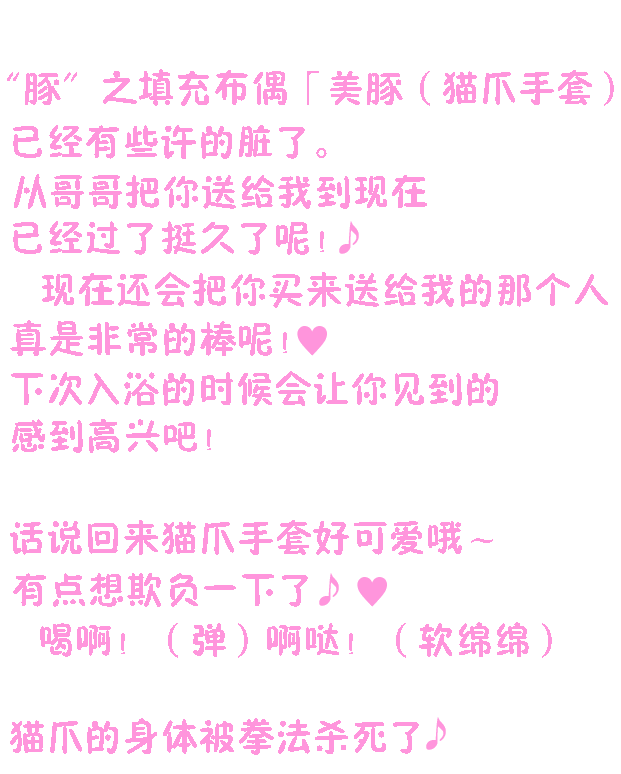 “豚”之填充布偶「美豚（猫爪手套）
已经有些许的脏了。
从哥哥把你送给我到现在
已经过了挺久了呢!♪
现在还会把你买来送给我的那个人
真是非常的棒呢!♥
下次入浴的时候会让你见到的
感到高兴吧!
话说回来猫爪手套好可爱哦~
有点想欺负一下了♪ ♥
喝啊! （弹）啊哒! （软绵绵）
猫爪的身体被拳法杀死了♪